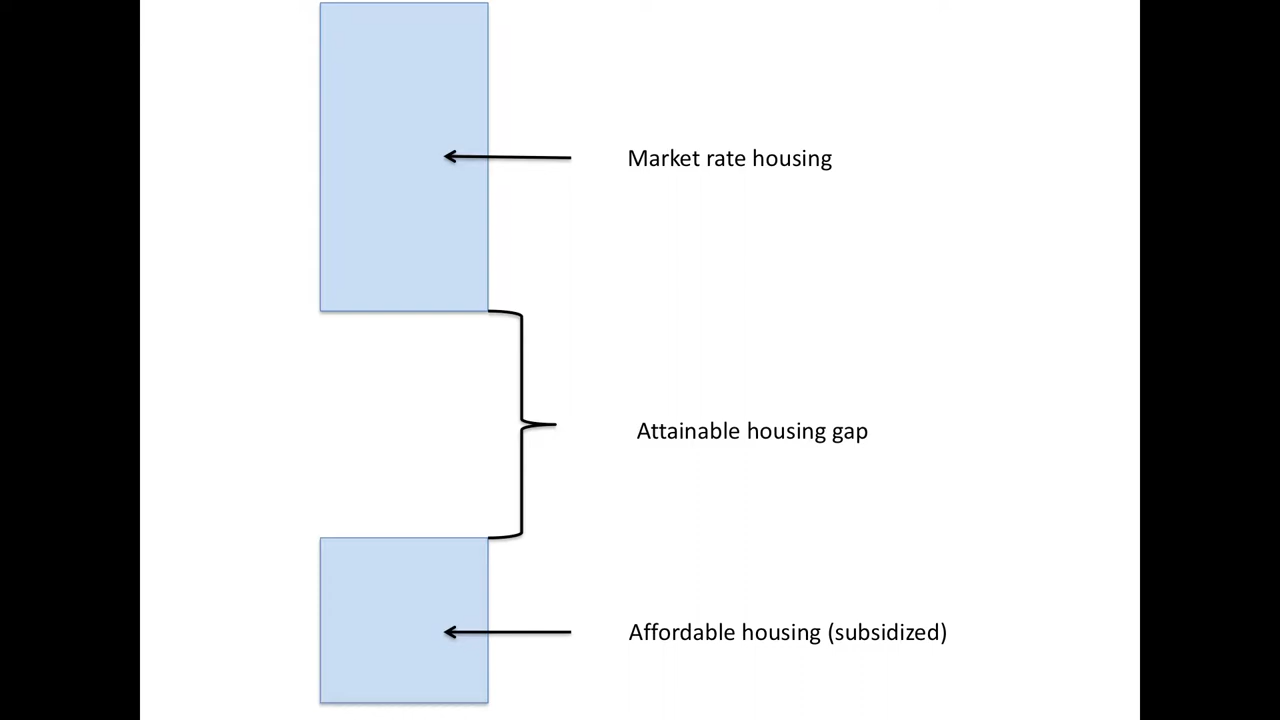 Market rate housing
Attainable housing gap
Affordable housing (subsidized)